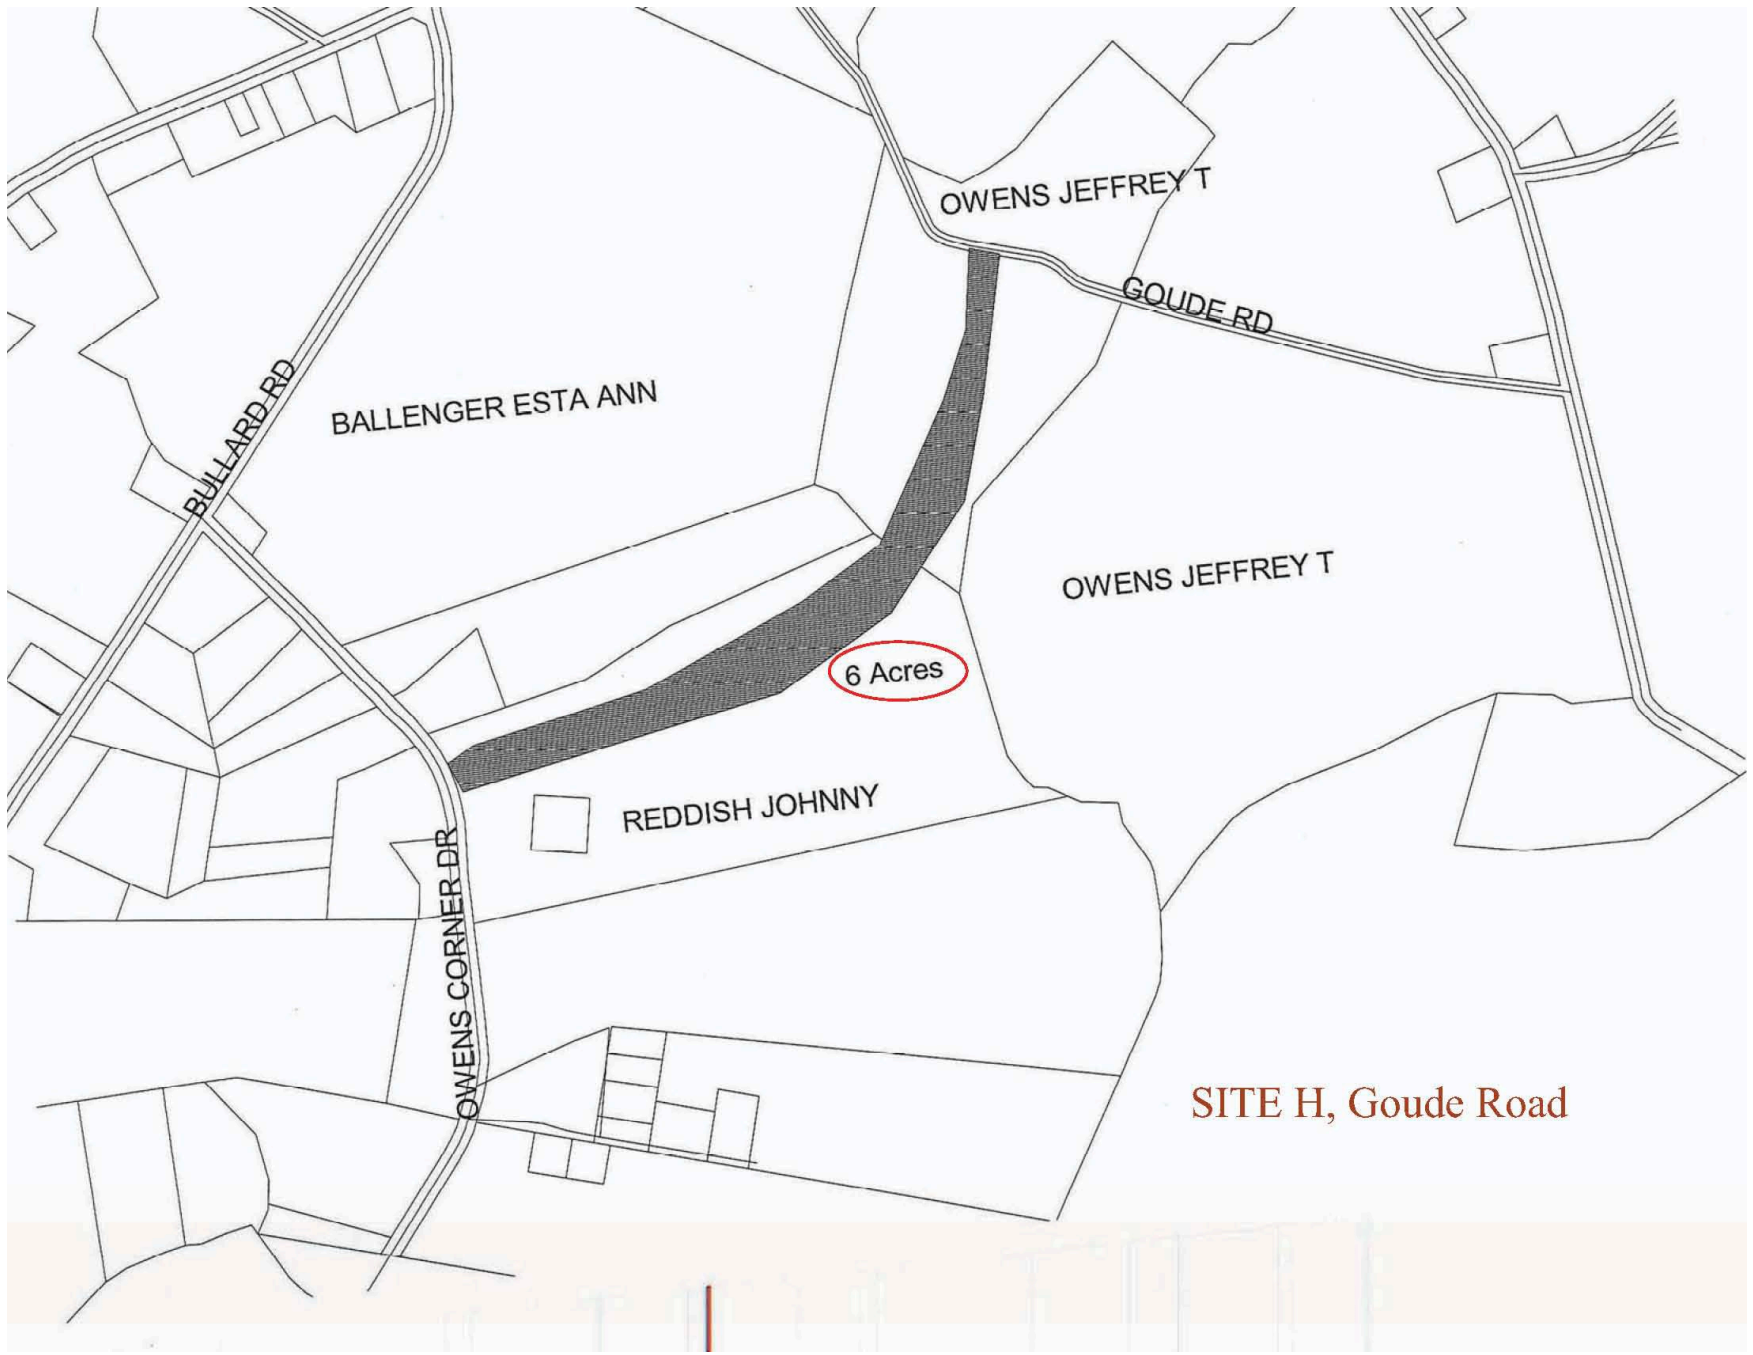 OWENS JEFFREY T
GOUDE RD
BULLARD RD
BALLENGER ESTA ANN
OWENS JEFFREY T
6 Acres
REDDISH JOHNNY
OWENS CORNER DR
SITE H, Goude Road